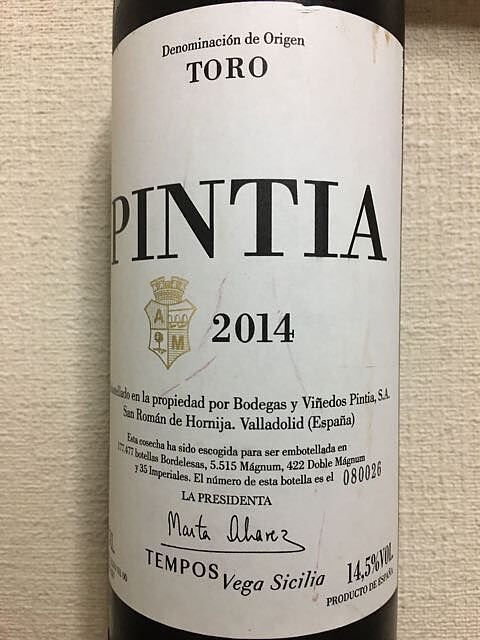 Denominación de Origen
TORO
PINTIA
A
M
2014
en la propiedad por Bodegas y Viñedos Pintia, S.A.
San Román de Hornija. Valladolid (España)
Esta cosecha ha sido escogida para ser embotellada en
177.477 botellas Bordelesas, 5.515 Mágnum, 422 Doble Mágnum
y 35 Imperiales. El número de esta botella es el 080026
LA PRESIDENTA
Marta Alvarez
TEMPOS Vega Sicilia
14,5%VOL.
PRODUCTO DE ESPAÑA